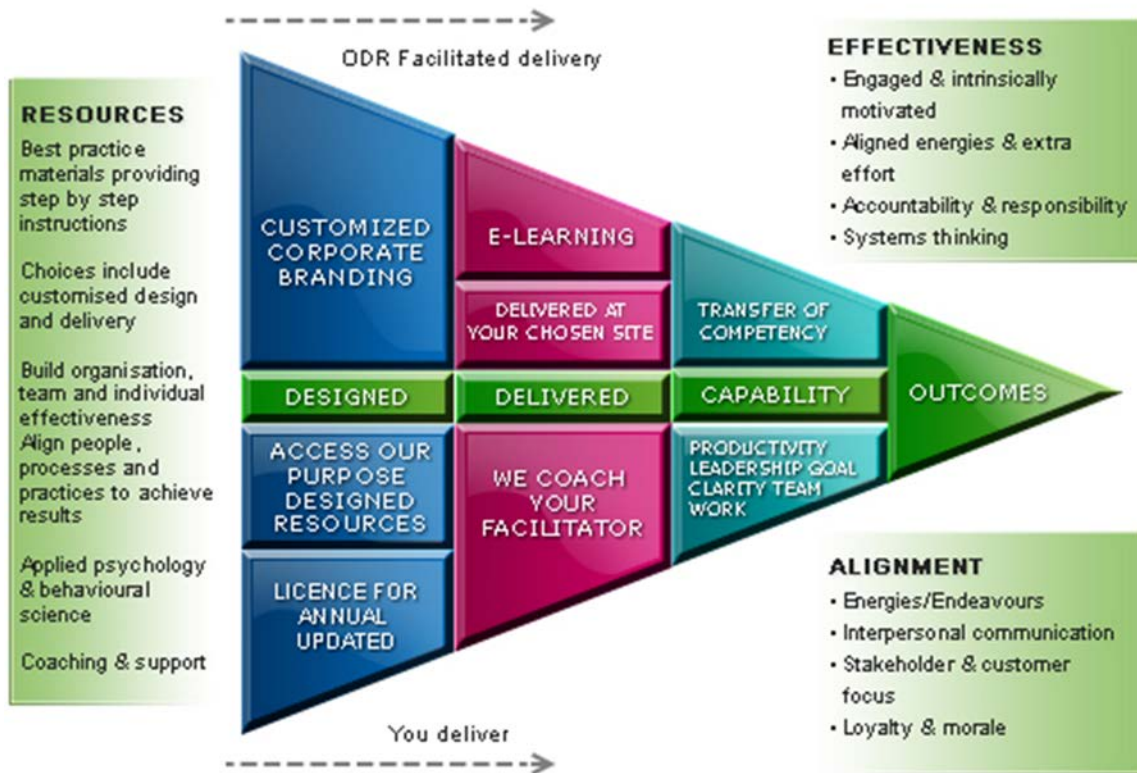 ODR Facilitated delivery
RESOURCES
Best practice
materials providing
step by step
instructions
Choices include
customised design
and delivery
Build organisation,
team and individual
effectiveness
Align people,
processes and
practices to achieve
results
Applied psychology
& behavioural
science
Coaching & support
CUSTOMIZED
CORPORATE
BRANDING
E-LEARNING
DELIVERED AT
YOUR CHOSEN SITE
TRANSFER OF
COMPETENCY
DESIGNED
DELIVERED
CAPABILITY
OUTCOMES
ACCESS OUR
PURPOSE
DESIGNED
RESOURCES
LICENCE FOR
ANNUAL
UPDATED
WE COACH
YOUR
FACILITATOR
PRODUCTIVITY
LEADERSHIP GOAL
CLARITY TEAM
WORK
You deliver
EFFECTIVENESS
• Engaged & intrinsically
motivated
• Aligned energies & extra
effort
• Accountability & responsibility
• Systems thinking
ALIGNMENT
• Energies/Endeavours
• Interpersonal communication
• Stakeholder & customer
focus
• Loyalty & morale